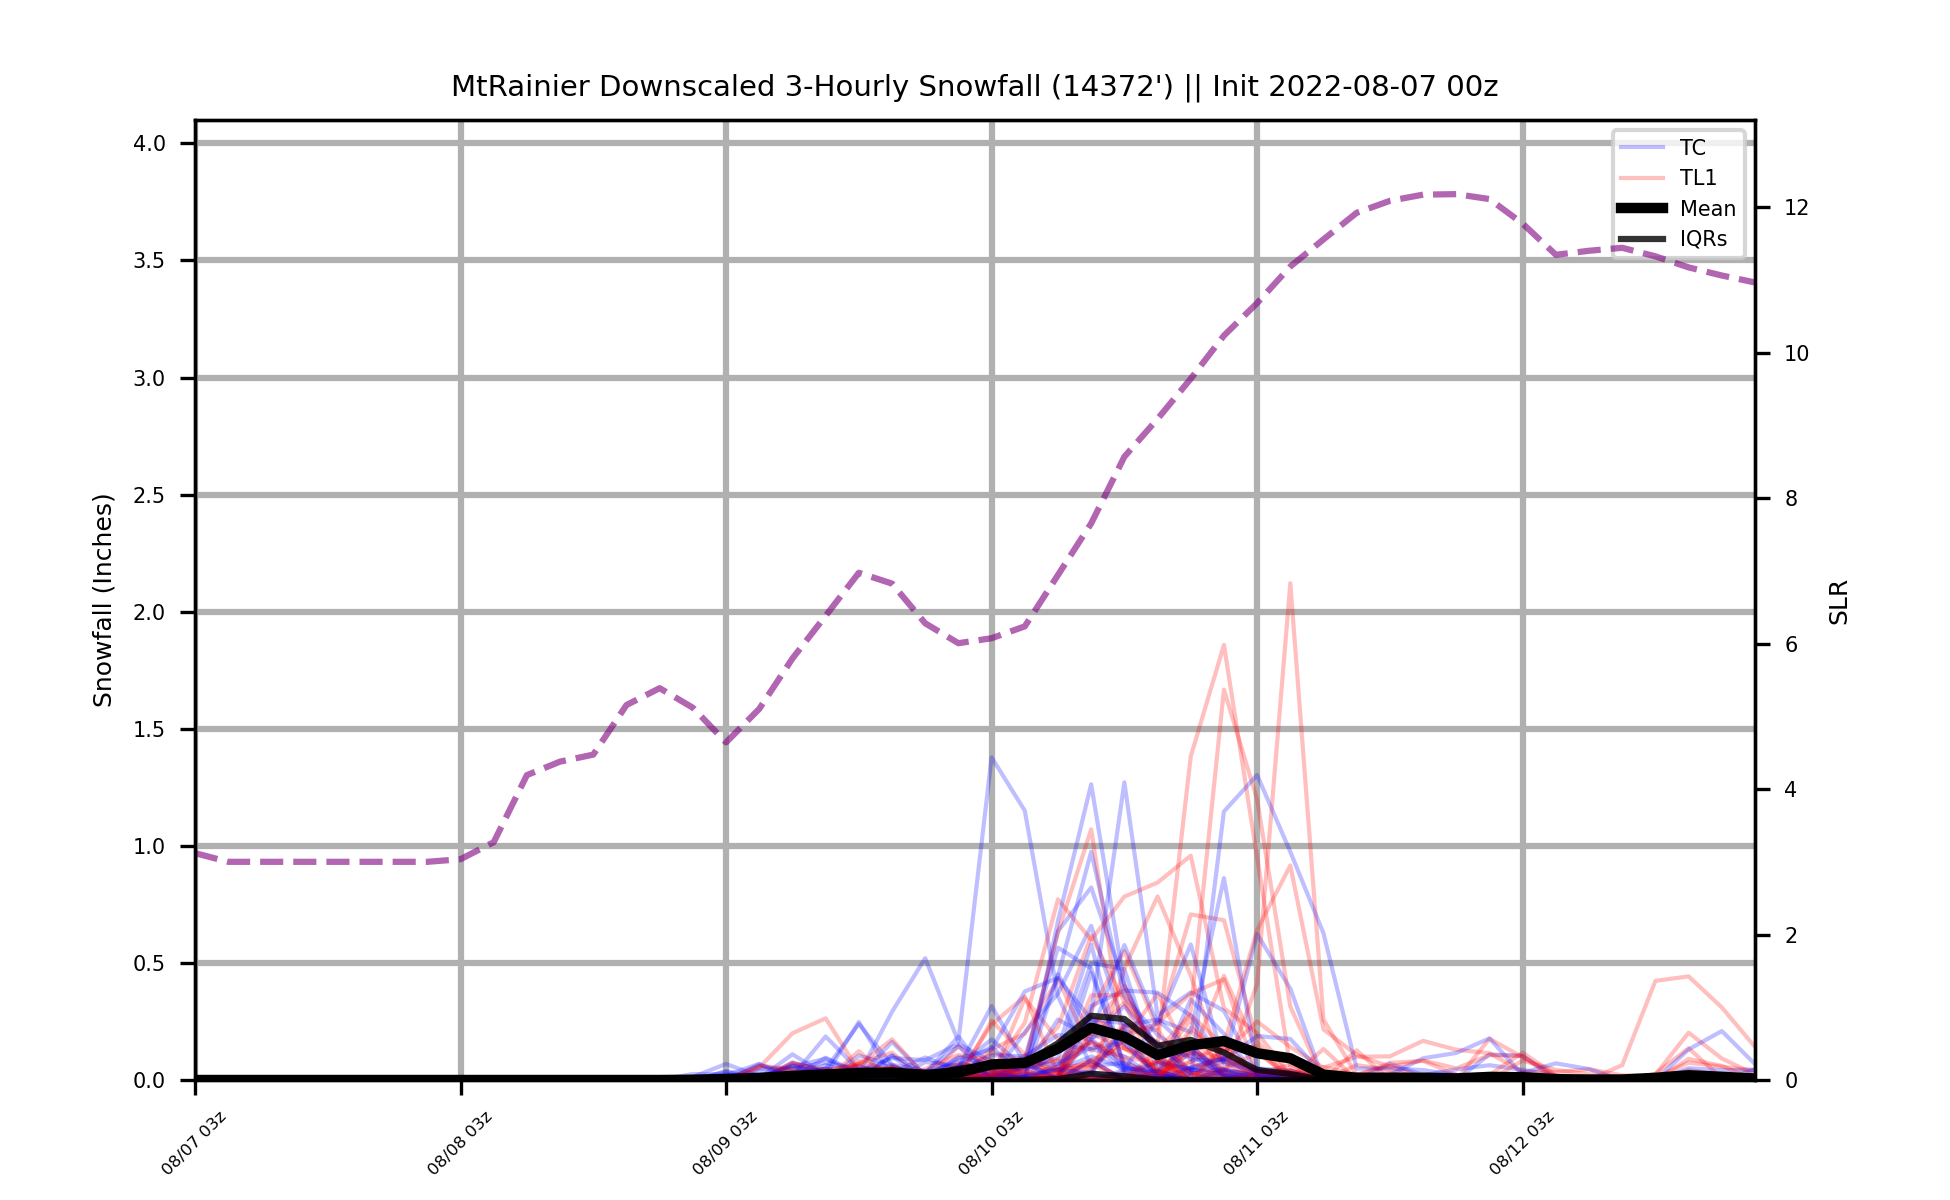 MtRainier Downscaled 3-Hourly Snowfall (14372') || Init 2022-08-07 00z
TC
TL1
Mean
IQRs
Snowfall (Inches)
4.0
3.5
3.0
2.5
2.0
1.5
1.0
0.5
0.0
SLR
12
10
8
6
4
2
0
08/07 03z
08/08 03z
08/09 03z
08/10 03z
08/11 03z
08/12 03z